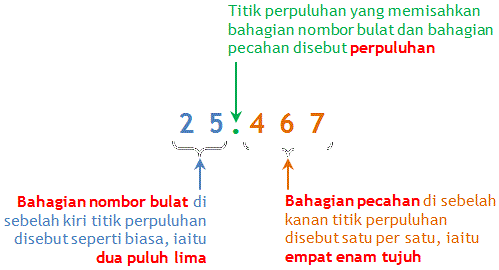 Titik perpuluhan yang memisahkan
bahagian nombor bulat dan bahagian
pecahan disebut perpuluhan
2 5 . 4 6 7
Bahagian nombor bulat di
sebelah kiri titik perpuluhan
disebut seperti biasa, iaitu
dua puluh lima
Bahagian pecahan di sebelah
kanan titik perpuluhan
disebut satu per satu, iaitu
empat enam tujuh